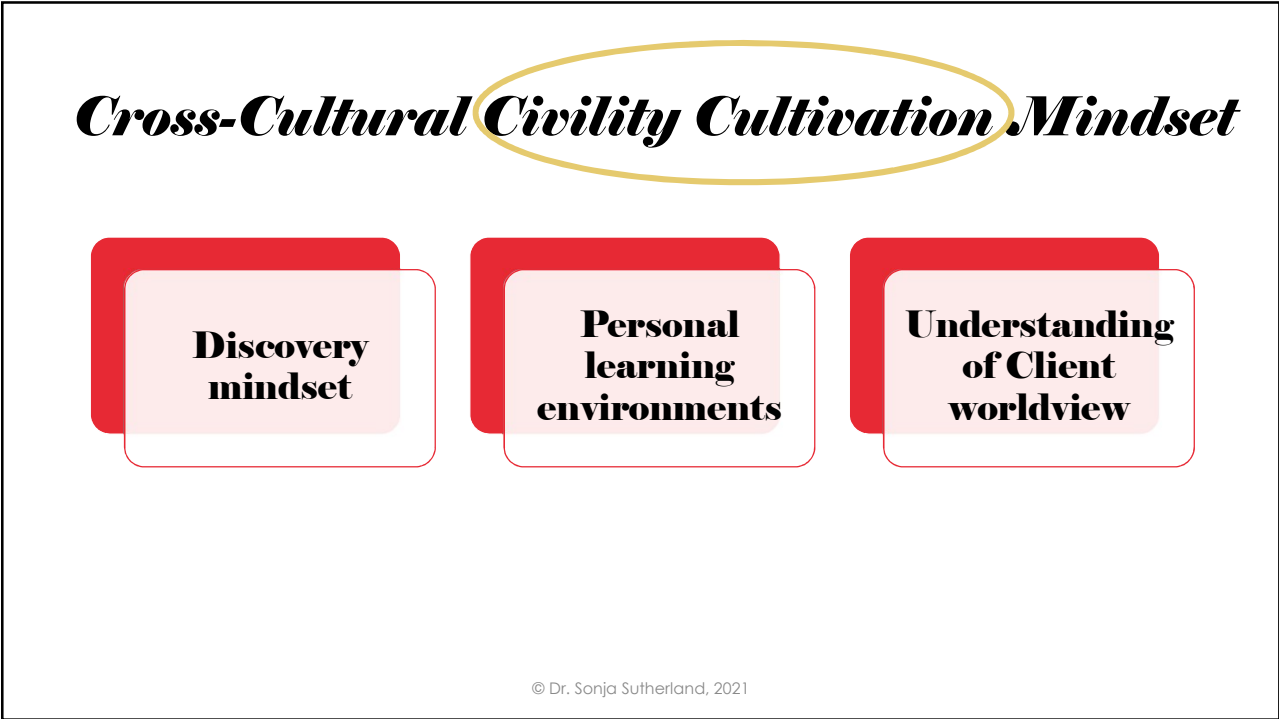 Cross-Cultural Civility Cultivation Mindset
Discovery
mindset
Personal
learning
environments
Understanding
of Client
worldview
© Dr. Sonja Sutherland, 2021